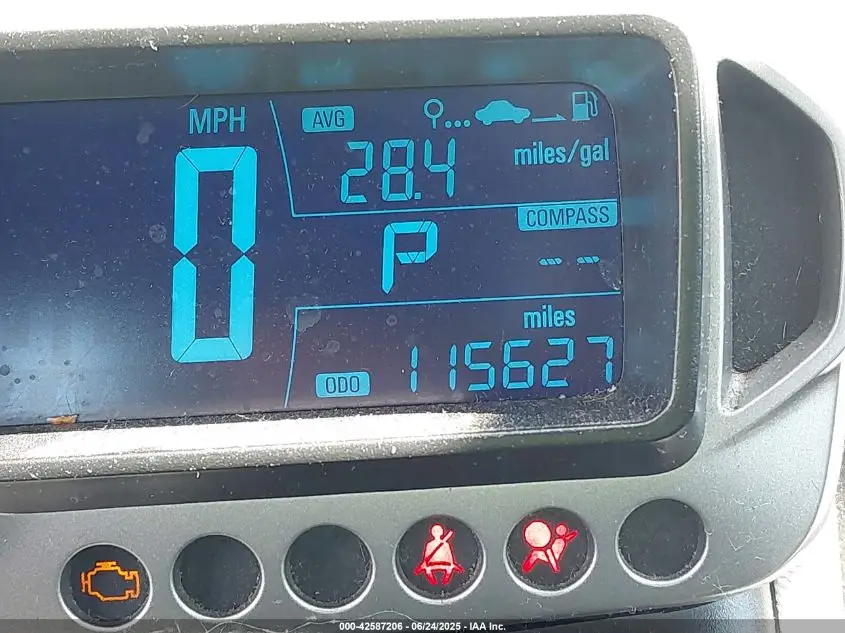 MPH
AVG
28.4 miles/gal
0
COMPASS
P
-- --
miles
ODO 115627
000-42587206 - 06/24/2025 - IAA Inc.